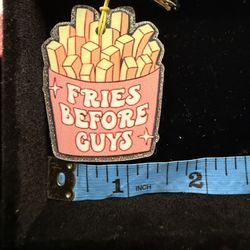 FRIES
BEFORE
GUYS
1 INCH 2